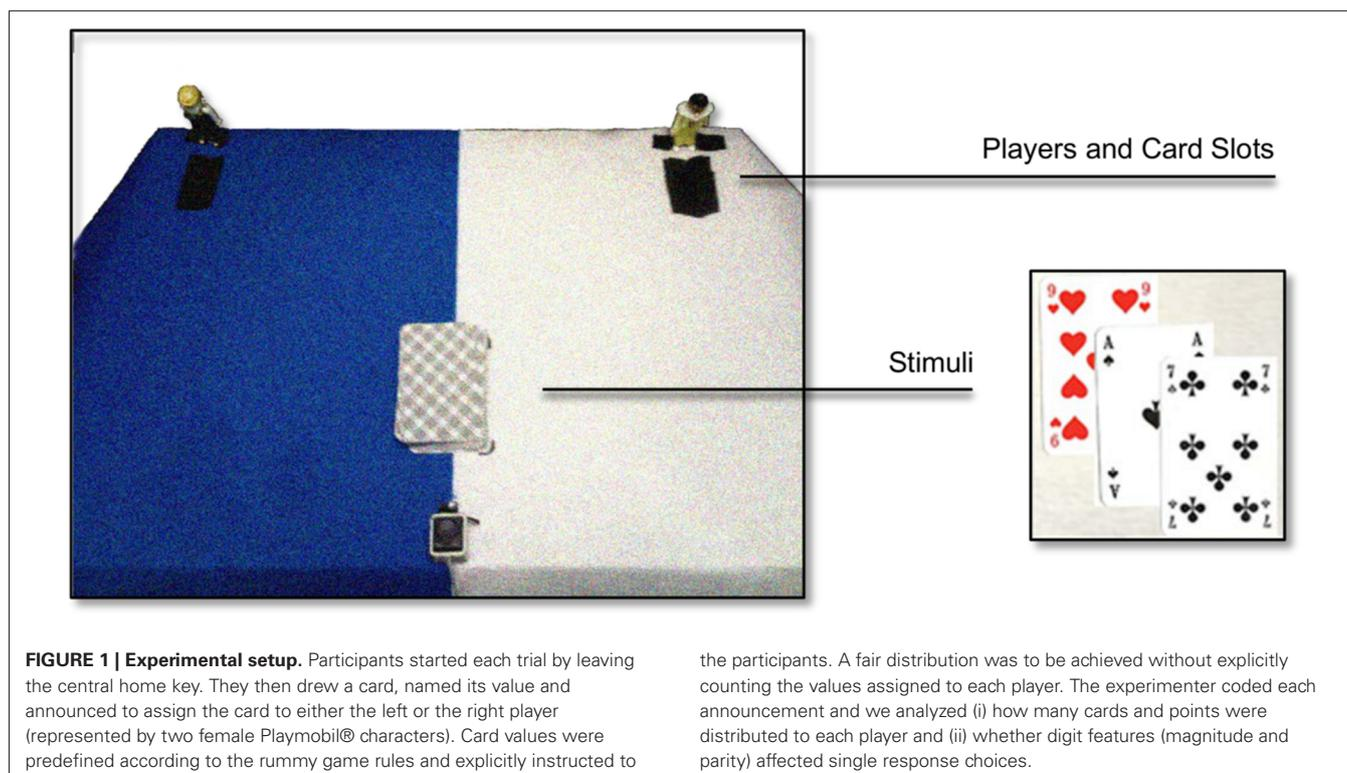 Players and Card Slots
Stimuli
9 9
A A
7 7
9
A
7 7
FIGURE 1 | Experimental setup. Participants started each trial by leaving
the central home key. They then drew a card, named its value and
announced to assign the card to either the left or the right player
(represented by two female Playmobil® characters). Card values were
predefined according to the rummy game rules and explicitly instructed to
the participants. A fair distribution was to be achieved without explicitly
counting the values assigned to each player. The experimenter coded each
announcement and we analyzed (i) how many cards and points were
distributed to each player and (ii) whether digit features (magnitude and
parity) affected single response choices.